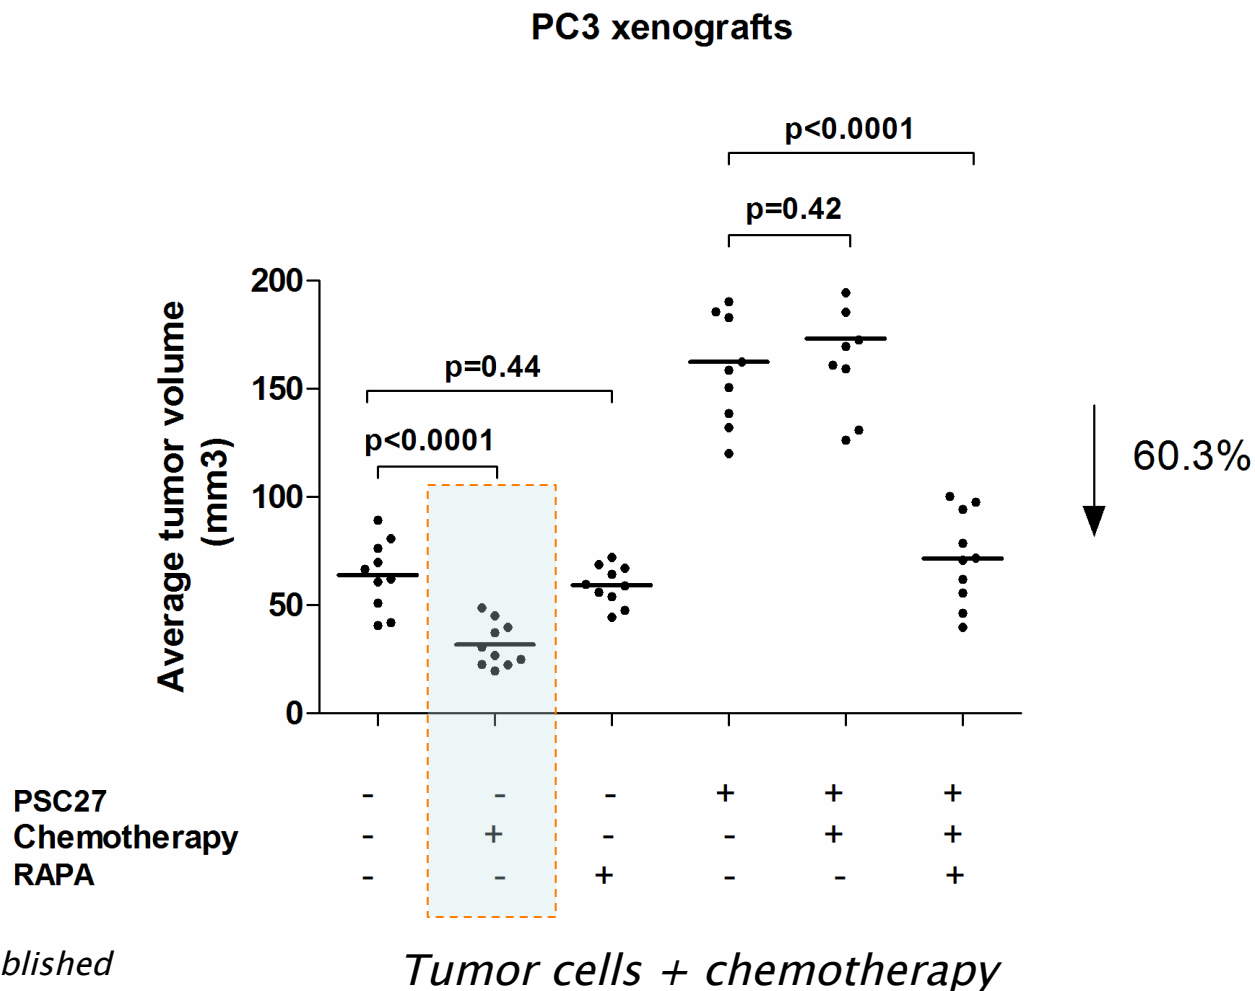 PC3 xenografts
p<0.0001
p=0.42
200
p=0.44
150
p<0.0001
60.3%
Average tumor volume
(mm3)
100
50
0
PSC27 - - - + + +
Chemotherapy - + - - + +
RAPA - - + - - +
blished
Tumor cells + chemotherapy